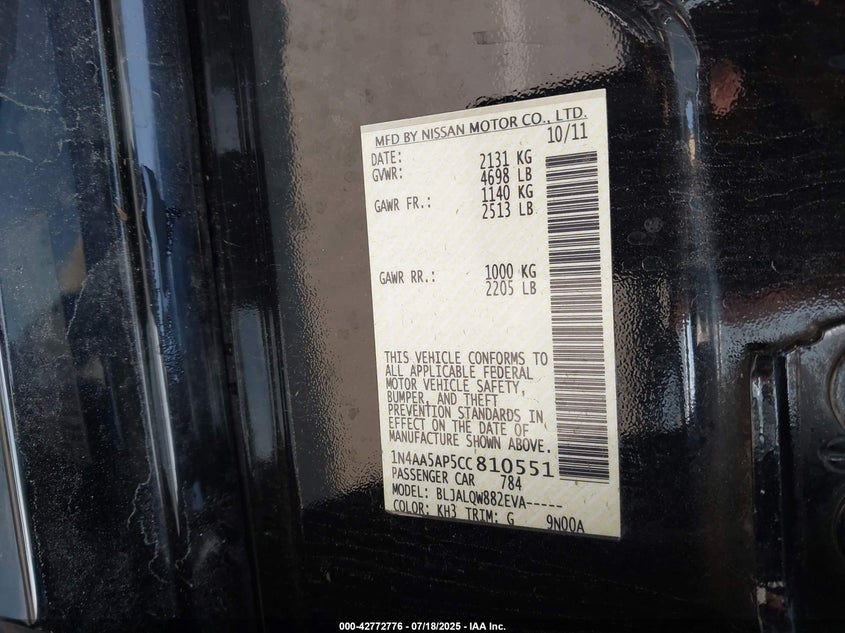 MFD BY NISSAN MOTOR CO., LTD.
10/11
DATE:
GVWR: 2131 KG
4698 LB
GAWR FR.: 1140 KG
2513 LB
GAWR RR.: 1000 KG
2205 LB
THIS VEHICLE CONFORMS TO
ALL APPLICABLE FEDERAL
MOTOR VEHICLE SAFETY,
BUMPER, AND THEFT
PREVENTION STANDARDS IN
EFFECT ON THE DATE OF
MANUFACTURE SHOWN ABOVE.
1N4AA5AP5CC810551
PASSENGER CAR 784
MODEL: BLJALQW882EVA-----
COLOR: KH3 TRIM: G 9N00A
000-42772776 - 07/18/2025 - IAA Inc.